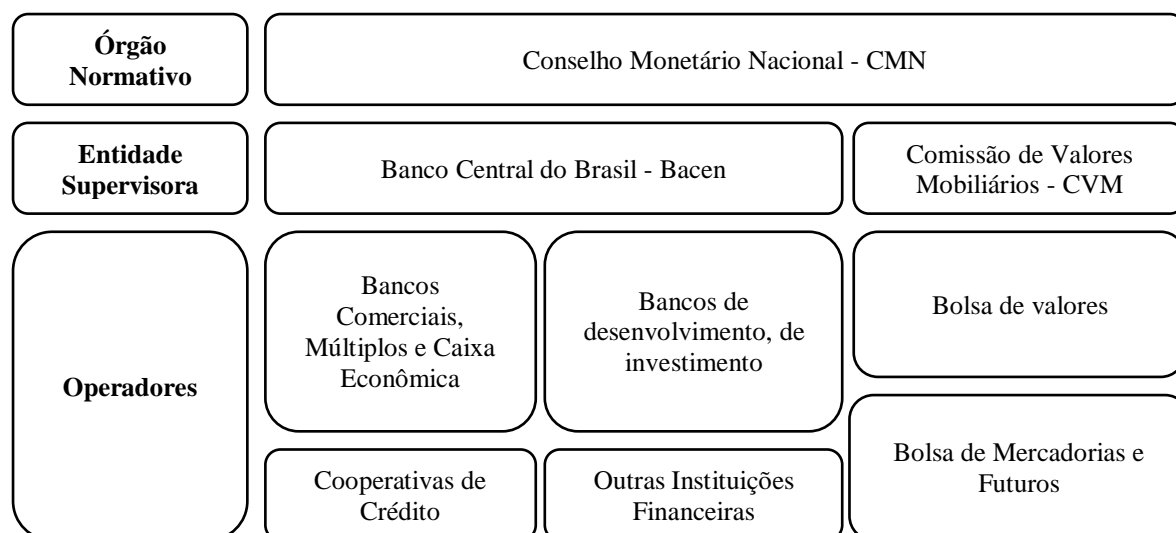 Órgão
Normativo
Conselho Monetário Nacional - CMN
Entidade
Supervisora
Banco Central do Brasil - Bacen
Comissão de Valores
Mobiliários - CVM
Operadores
Bancos
Comerciais,
Múltiplos e Caixa
Econômica
Bancos de
desenvolvimento, de
investimento
Bolsa de valores
Cooperativas de
Crédito
Outras Instituições
Financeiras
Bolsa de Mercadorias e
Futuros